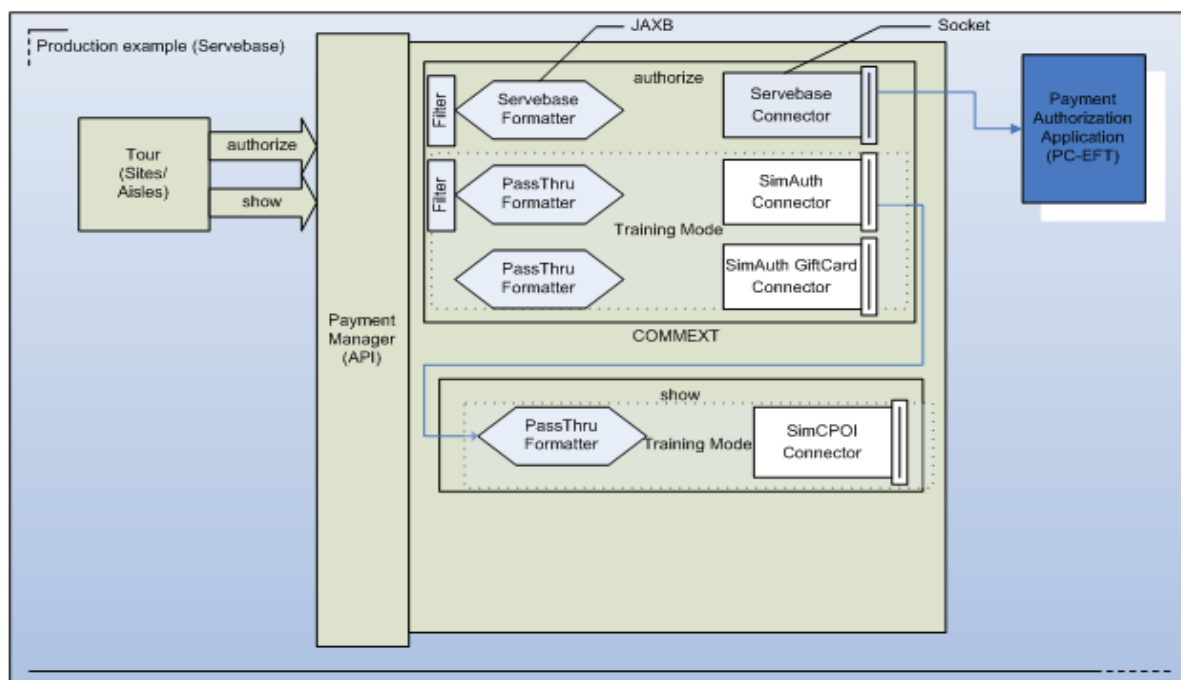 JAXB
Socket
Production example (Servebase)
authorize
Filter
Servebase
Formatter
Servebase
Connector
Payment
Authorization
Application
(PC-EFT)
Tour
(Sites/
Aisles)
authorize
show
Filter
PassThru
Formatter
SimAuth
Connector
Training Mode
PassThru
Formatter
SimAuth GiftCard
Connector
Payment
Manager
(API)
COMMEXT
show
PassThru
Formatter
Training Mode
SimCPOI
Connector